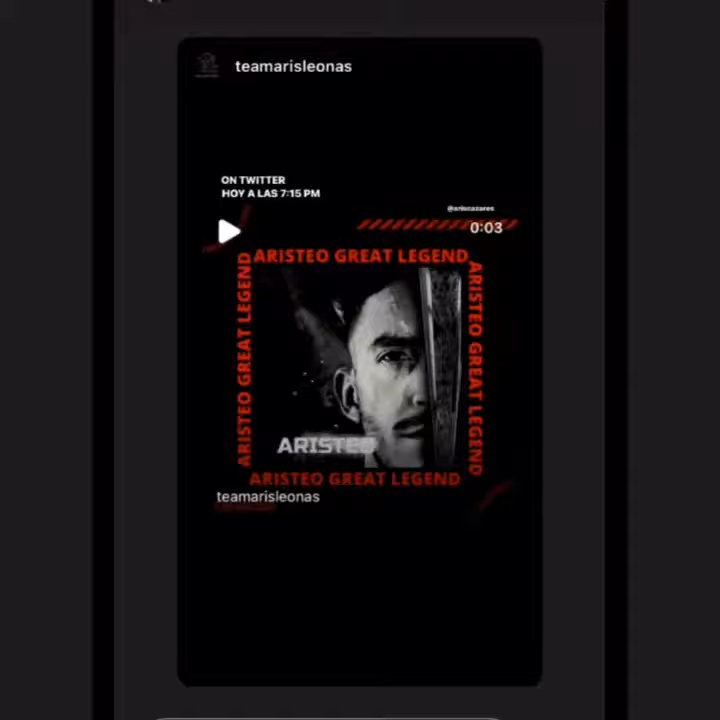 teamarisleonas
ON TWITTER
HOY A LAS 7:15 PM
@ariscazares
0:03
ARISTEO GREAT LEGEND
ARISTEO GREAT LEGEND
ARISTEO GREAT LEGEND
ARISTEO
ARISTEO GREAT LEGEND
teamarisleonas